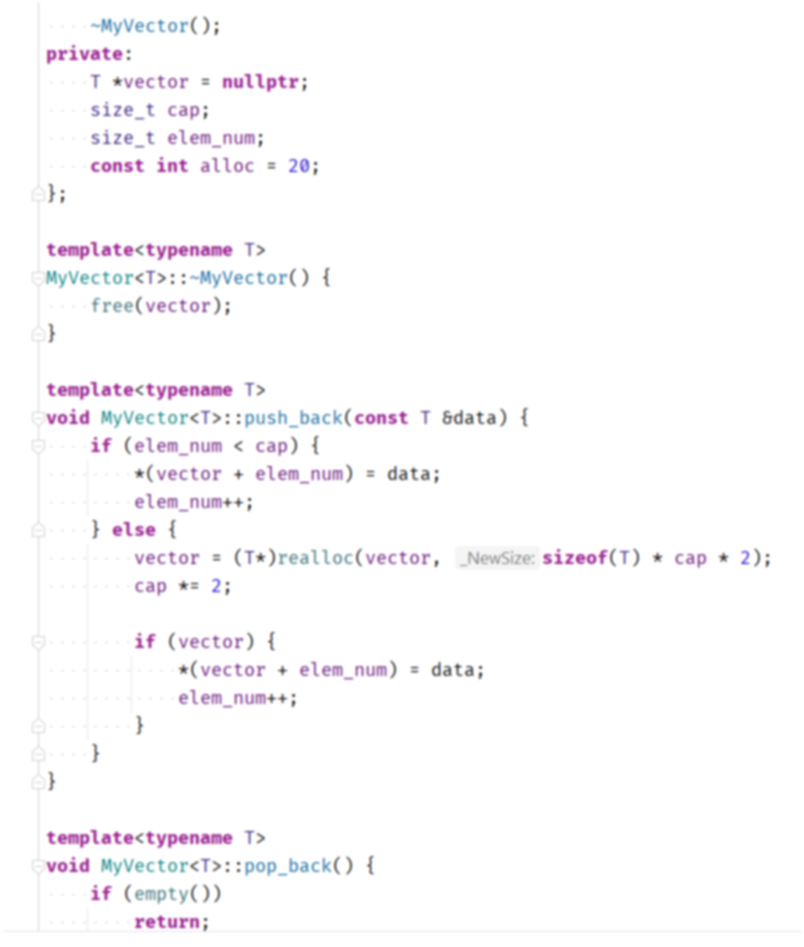 ~MyVector();
private:
T *vector = nullptr;
size_t cap;
size_t elem_num;
const int alloc = 20;
};
template<typename T>
MyVector<T>::~MyVector() {
free(vector);
}
template<typename T>
void MyVector<T>::push_back(const T &data) {
if (elem_num < cap) {
*(vector + elem_num) = data;
elem_num++;
} else {
vector = (T*)realloc(vector, _NewSize: sizeof(T) * cap * 2);
cap *= 2;
if (vector) {
*(vector + elem_num) = data;
elem_num++;
}
}
}
template<typename T>
void MyVector<T>::pop_back() {
if (empty())
return;